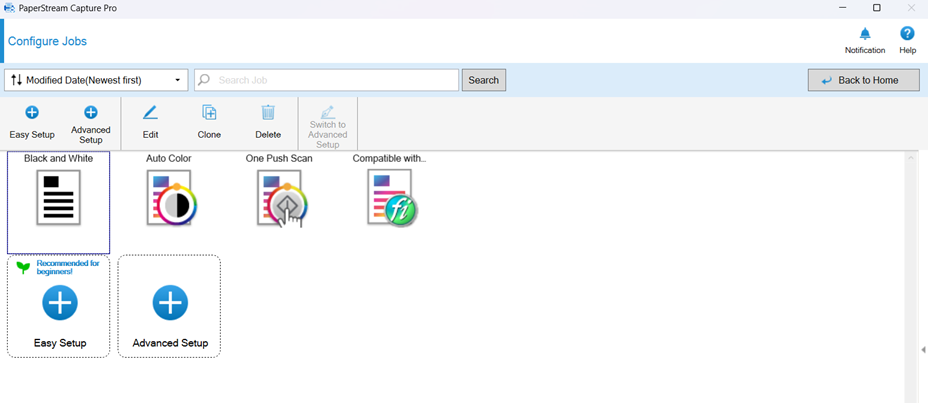 PaperStream Capture Pro
Configure Jobs
Notification
Help
Modified Date(Newest first)
Search Job
Search
Back to Home
Easy Setup
Advanced
Setup
Edit
Clone
Delete
Switch to
Advanced
Setup
Black and White
Auto Color
One Push Scan
Compatible with..
fi
Recommended for
beginners!
Easy Setup
Advanced Setup